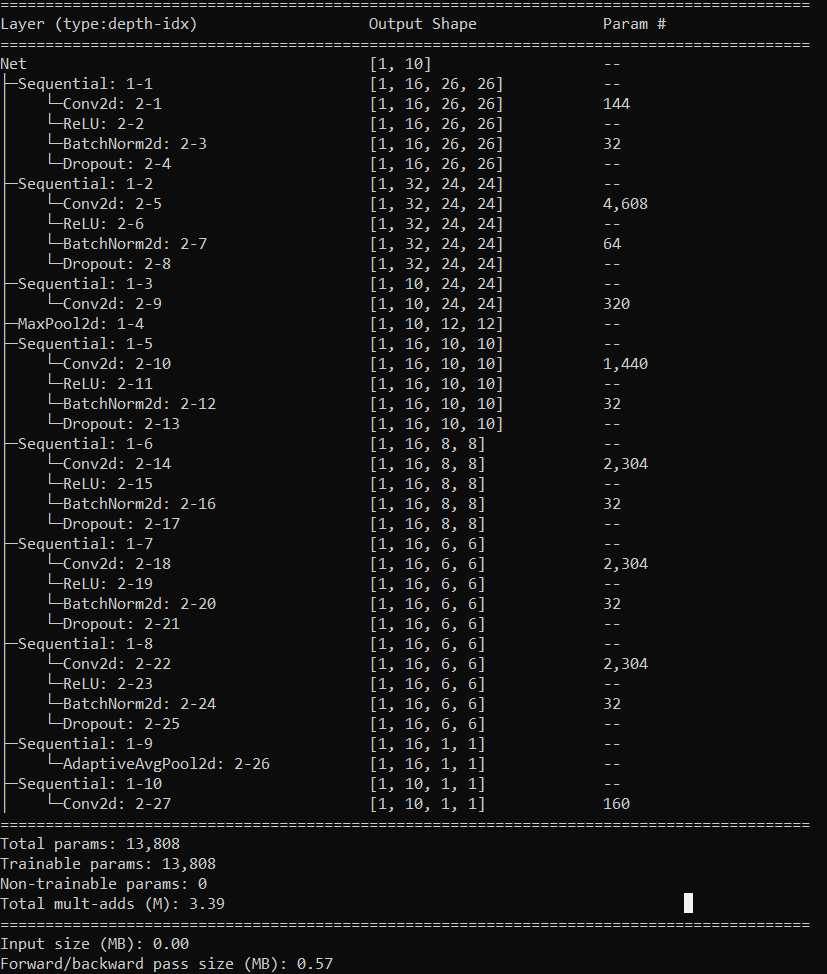 ==========================================================================================
Layer (type:depth-idx)                   Output Shape              Param #
==========================================================================================
Net                                      [1, 10]                   --
├─Sequential: 1-1                        [1, 16, 26, 26]           --
│    └─Conv2d: 2-1                       [1, 16, 26, 26]           144
│    └─ReLU: 2-2                         [1, 16, 26, 26]           --
│    └─BatchNorm2d: 2-3                  [1, 16, 26, 26]           32
│    └─Dropout: 2-4                      [1, 16, 26, 26]           --
├─Sequential: 1-2                        [1, 32, 24, 24]           --
│    └─Conv2d: 2-5                       [1, 32, 24, 24]           4,608
│    └─ReLU: 2-6                         [1, 32, 24, 24]           --
│    └─BatchNorm2d: 2-7                  [1, 32, 24, 24]           64
│    └─Dropout: 2-8                      [1, 32, 24, 24]           --
├─Sequential: 1-3                        [1, 10, 24, 24]           --
│    └─Conv2d: 2-9                       [1, 10, 24, 24]           320
├─MaxPool2d: 1-4                         [1, 10, 12, 12]           --
├─Sequential: 1-5                        [1, 16, 10, 10]           --
│    └─Conv2d: 2-10                      [1, 16, 10, 10]           1,440
│    └─ReLU: 2-11                        [1, 16, 10, 10]           --
│    └─BatchNorm2d: 2-12                 [1, 16, 10, 10]           32
│    └─Dropout: 2-13                     [1, 16, 10, 10]           --
├─Sequential: 1-6                        [1, 16, 8, 8]             --
│    └─Conv2d: 2-14                      [1, 16, 8, 8]             2,304
│    └─ReLU: 2-15                        [1, 16, 8, 8]             --
│    └─BatchNorm2d: 2-16                 [1, 16, 8, 8]             32
│    └─Dropout: 2-17                     [1, 16, 8, 8]             --
├─Sequential: 1-7                        [1, 16, 6, 6]             --
│    └─Conv2d: 2-18                      [1, 16, 6, 6]             2,304
│    └─ReLU: 2-19                        [1, 16, 6, 6]             --
│    └─BatchNorm2d: 2-20                 [1, 16, 6, 6]             32
│    └─Dropout: 2-21                     [1, 16, 6, 6]             --
├─Sequential: 1-8                        [1, 16, 6, 6]             --
│    └─Conv2d: 2-22                      [1, 16, 6, 6]             2,304
│    └─ReLU: 2-23                        [1, 16, 6, 6]             --
│    └─BatchNorm2d: 2-24                 [1, 16, 6, 6]             32
│    └─Dropout: 2-25                     [1, 16, 6, 6]             --
├─Sequential: 1-9                        [1, 16, 1, 1]             --
│    └─AdaptiveAvgPool2d: 2-26           [1, 16, 1, 1]             --
├─Sequential: 1-10                       [1, 10, 1, 1]             --
│    └─Conv2d: 2-27                      [1, 10, 1, 1]             160
==========================================================================================
Total params: 13,808
Trainable params: 13,808
Non-trainable params: 0
Total mult-adds (M): 3.39
==========================================================================================
Input size (MB): 0.00
Forward/backward pass size (MB): 0.57